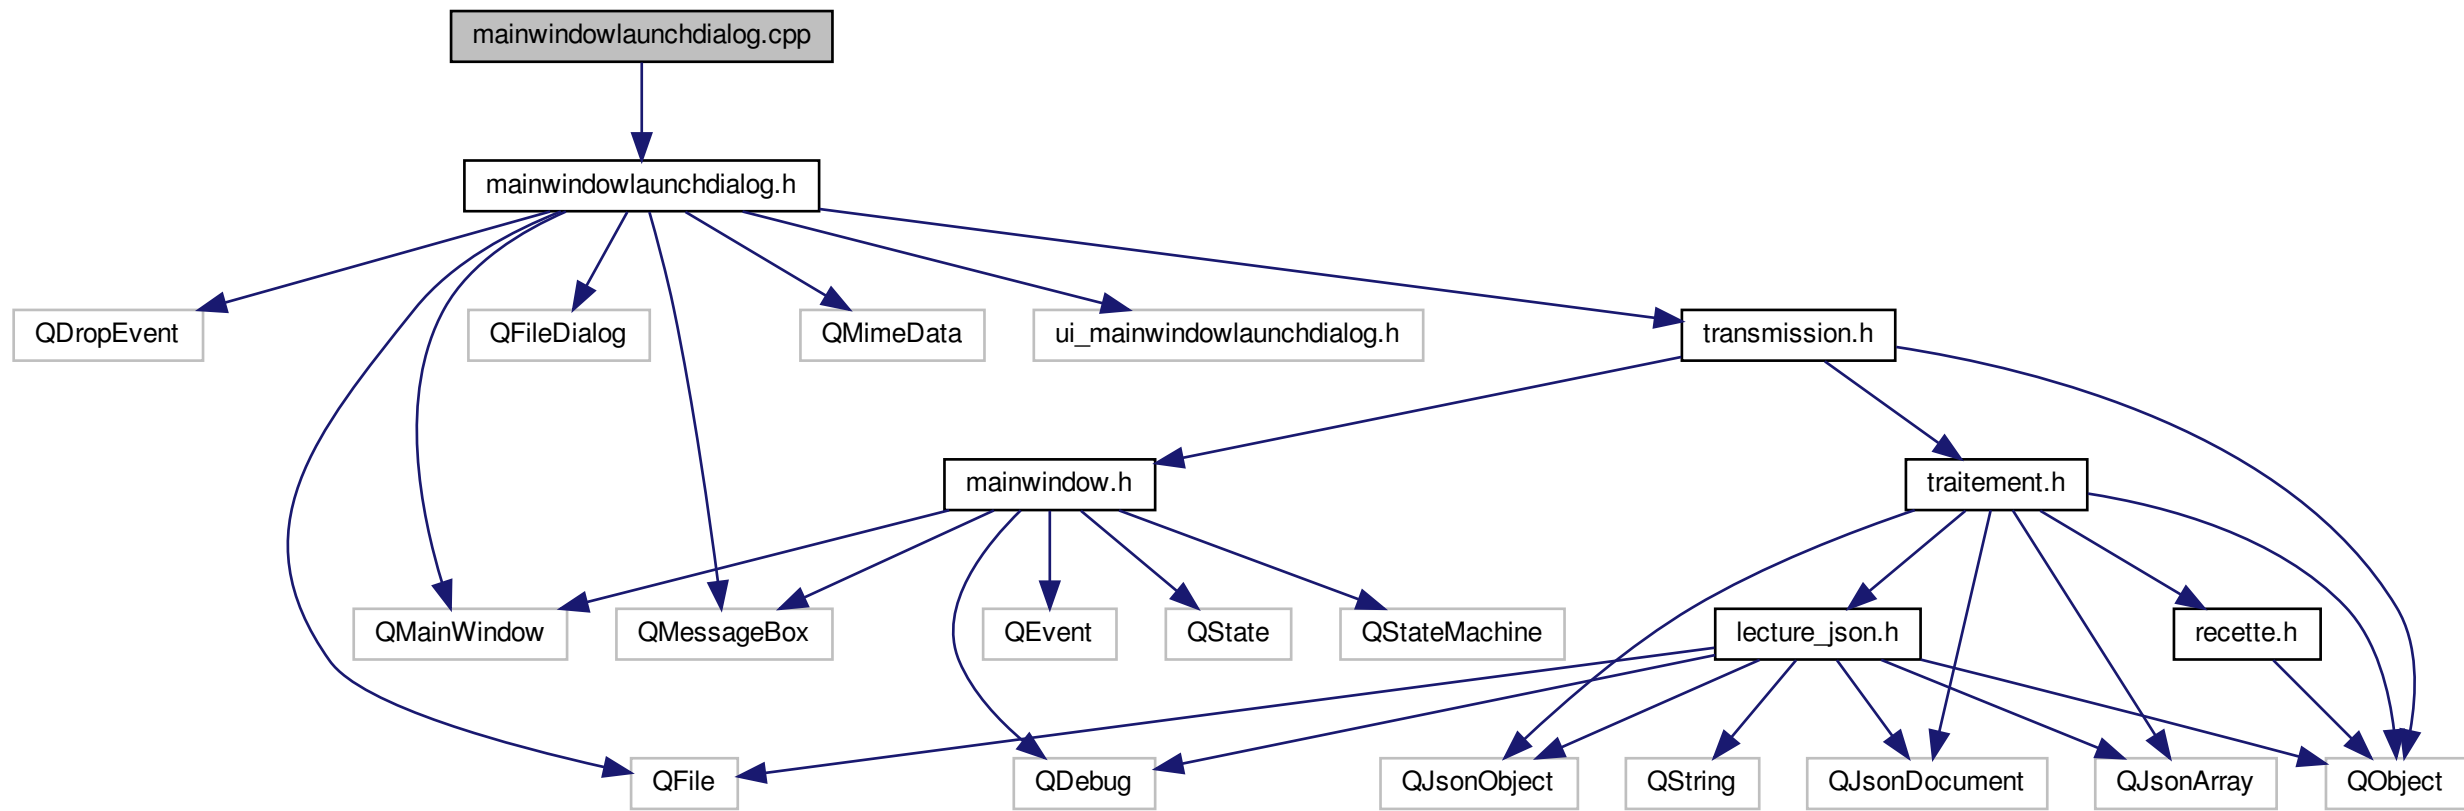 mainwindowlaunchdialog.cpp
mainwindowlaunchdialog.h
QDropEvent
QFileDialog
QMimeData
ui_mainwindowlaunchdialog.h
transmission.h
mainwindow.h
traitement.h
QMainWindow
QMessageBox
QEvent
QState
QStateMachine
lecture_json.h
recette.h
QFile
QDebug
QJsonObject
QString
QJsonDocument
QJsonArray
QObject